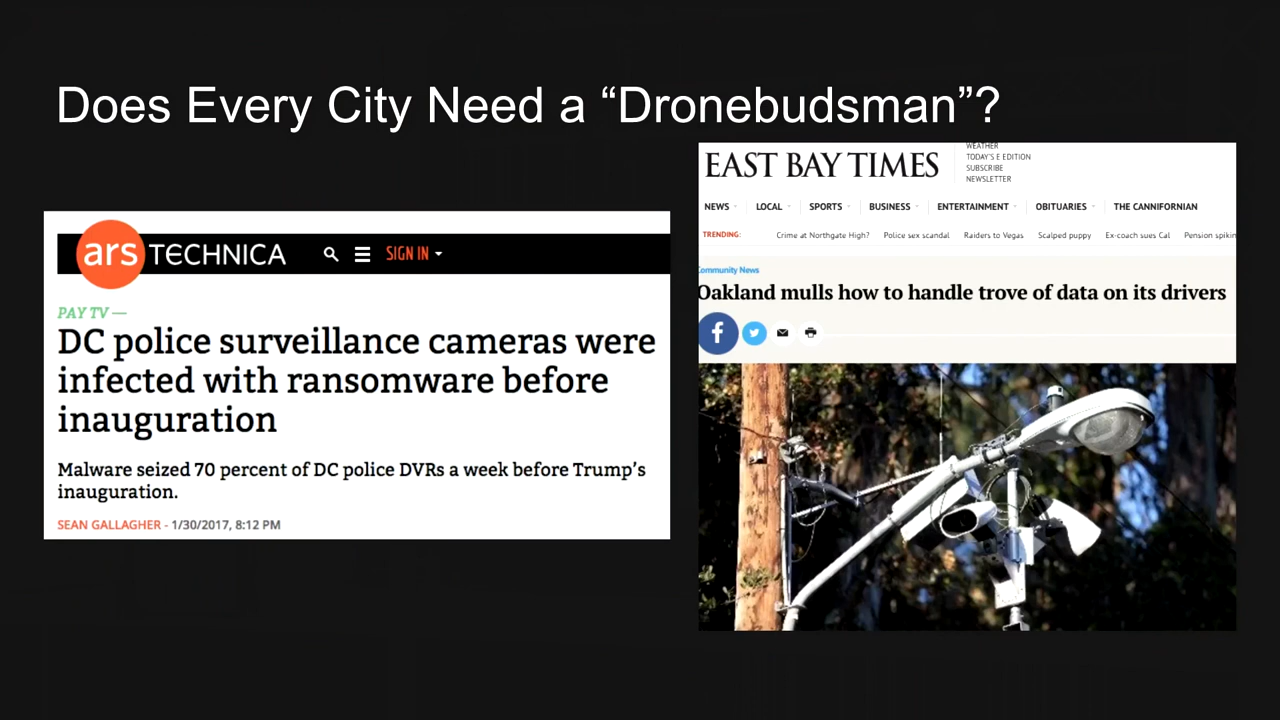 Does Every City Need a “Dronebudsman”?
ars TECHNICA
SIGN IN
PAY TV —
DC police surveillance cameras were
infected with ransomware before
inauguration
Malware seized 70 percent of DC police DVRs a week before Trump’s
inauguration.
SEAN GALLAGHER - 1/30/2017, 8:12 PM
EAST BAY TIMES
WEATHER
TODAY'S E EDITION
SUBSCRIBE
NEWSLETTER
NEWS LOCAL SPORTS BUSINESS ENTERTAINMENT OBITUARIES THE CANNIFORNIAN
TRENDING: Crime at Northgate High? Police sex scandal Raiders to Vegas Scalped puppy Ex-coach sues Cal Pension spikin
ommunity News
Oakland mulls how to handle trove of data on its drivers